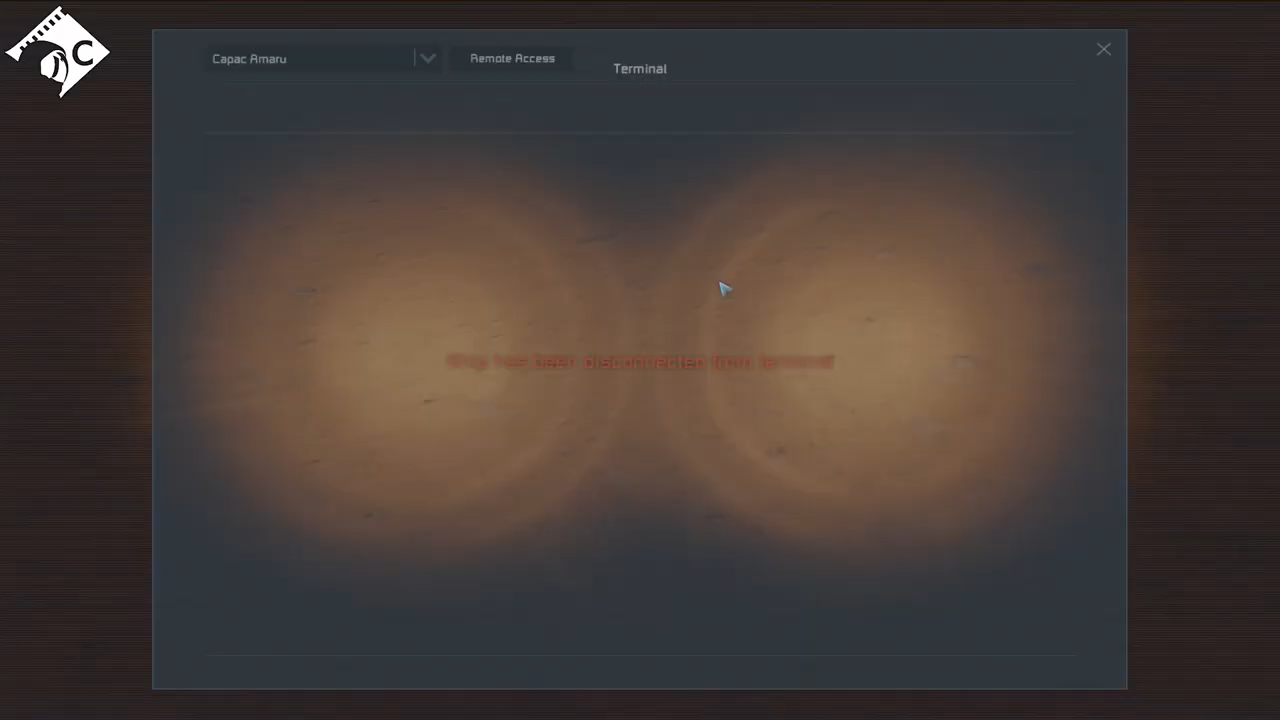 C
Capac Amaru
Remote Access
Terminal
Ship has been disconnected from terminal